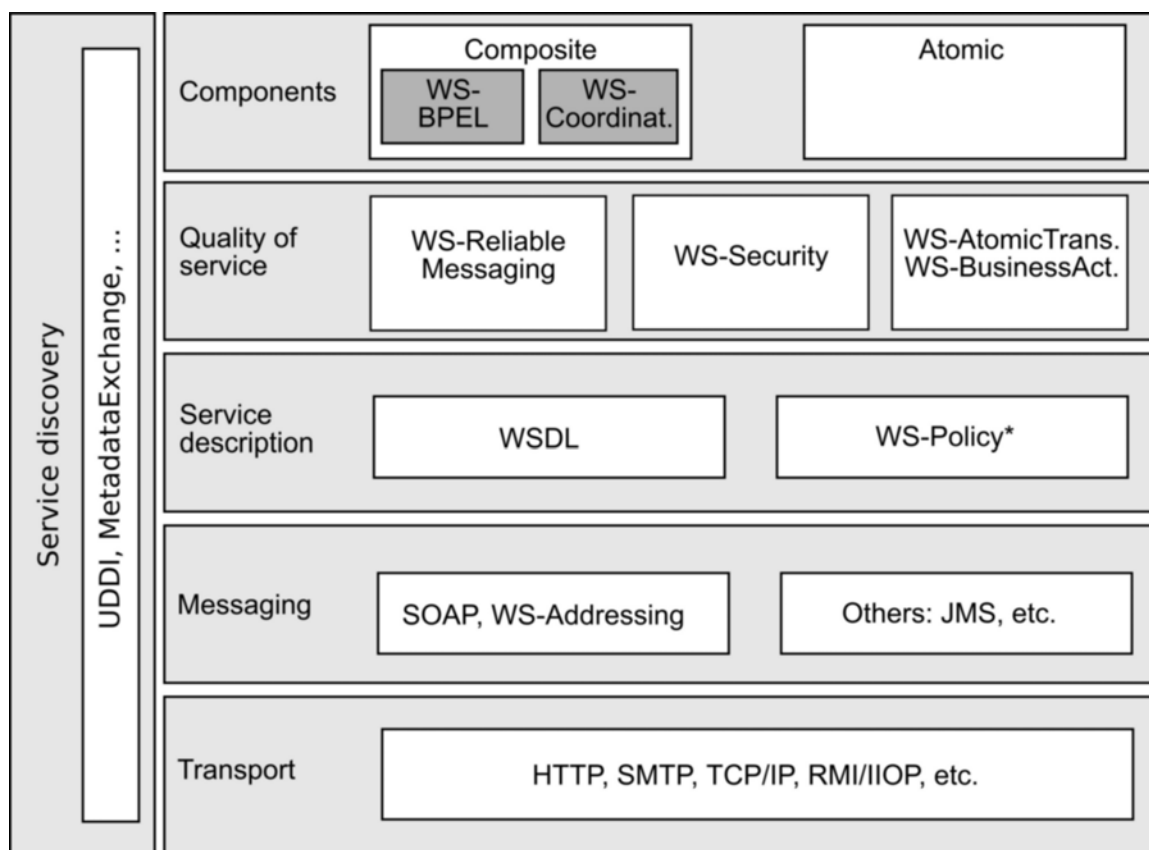 Service discovery
UDDI, MetadataExchange, ...
Components
Composite
WS-
BPEL
WS-
Coordinat.
Atomic
Quality of
service
WS-Reliable
Messaging
WS-Security
WS-AtomicTrans.
WS-BusinessAct.
Service
description
WSDL
WS-Policy*
Messaging
SOAP, WS-Addressing
Others: JMS, etc.
Transport
HTTP, SMTP, TCP/IP, RMI/IIOP, etc.